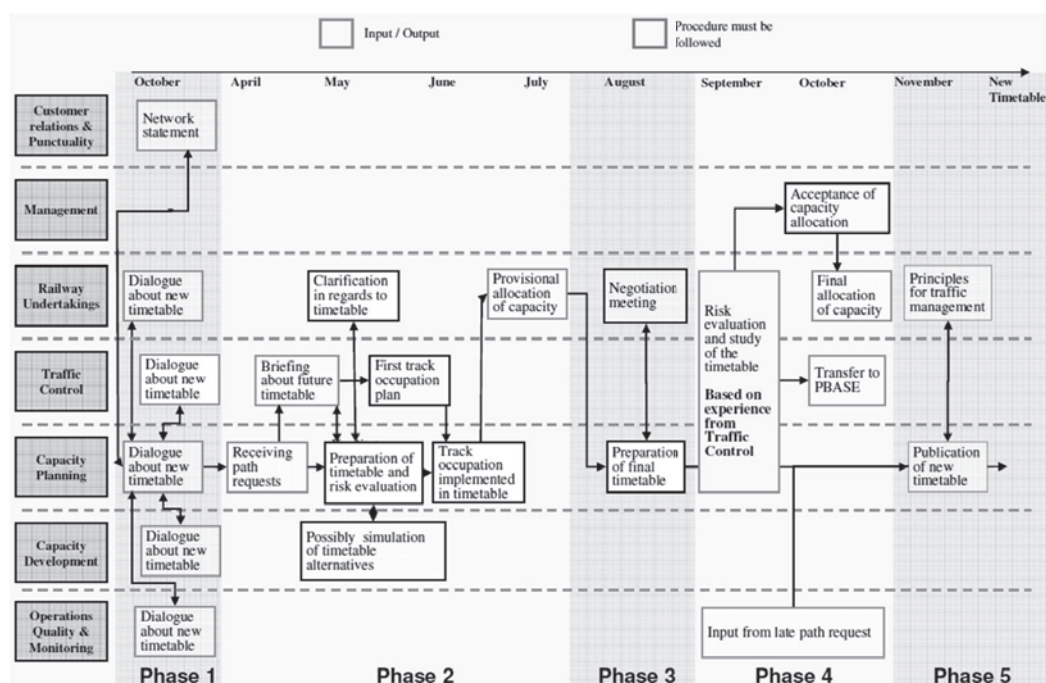 Input / Output
Procedure must be
followed
October
April
May
June
July
August
September
October
November
New
Timetable
Customer
relations &
Punctuality
Network
statement
Management
Acceptance of
capacity
allocation
Railway
Undertakings
Dialogue
about new
timetable
Clarification
in regards to
timetable
Provisional
allocation
of capacity
Negotiation
meeting
Risk
evaluation
and study
of the
timetable
Based on
experience
from
Traffic
Control
Final
allocation
of capacity
Principles
for traffic
management
Traffic
Control
Dialogue
about new
timetable
Briefing
about future
timetable
First track
occupation
plan
Transfer to
PBASE
Capacity
Planning
Dialogue
about new
timetable
Receiving
path
requests
Preparation of
timetable and
risk evaluation
Track
occupation
implemented
in timetable
Preparation
of final
timetable
Publication
of new
timetable
Capacity
Development
Dialogue
about new
timetable
Possibly simulation
of timetable
alternatives
Operations
Quality &
Monitoring
Dialogue
about new
timetable
Input from late path request
Phase 1
Phase 2
Phase 3
Phase 4
Phase 5